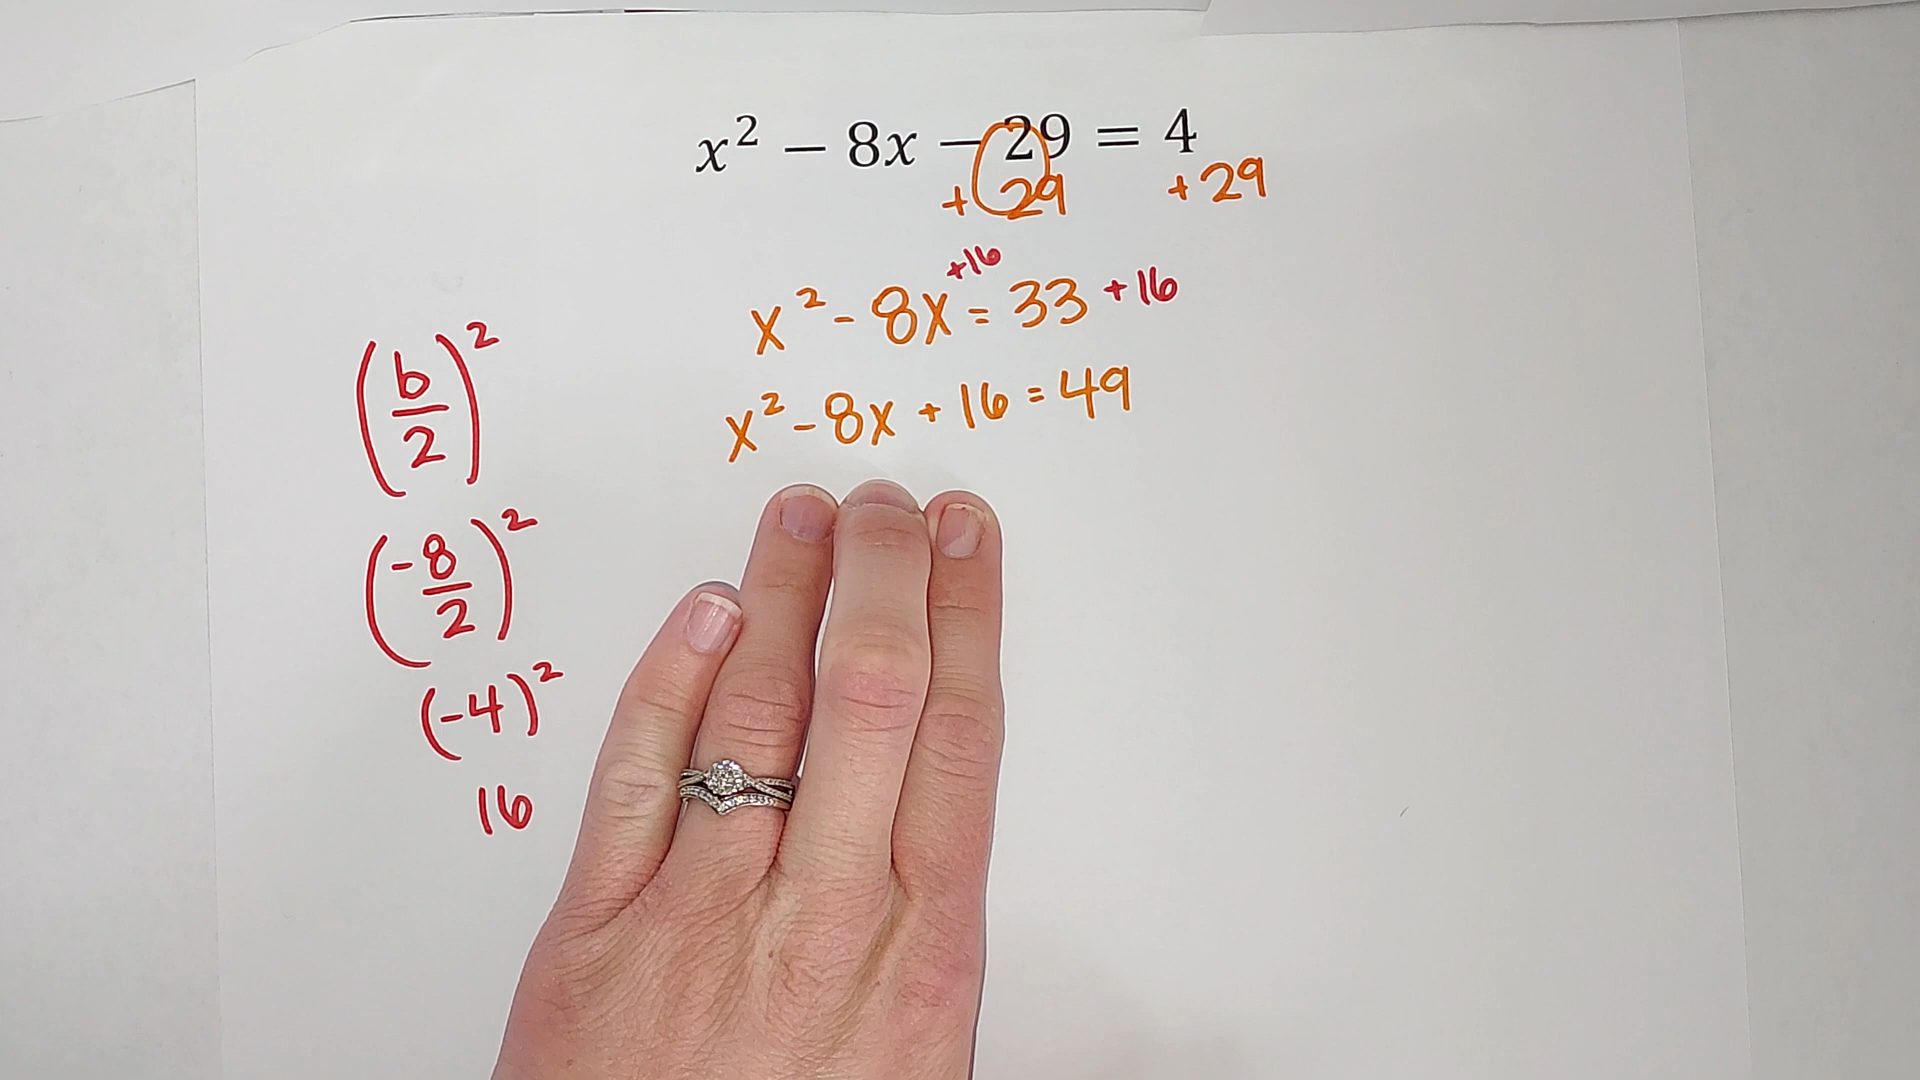 x² − 8x − 29 = 4
+ 29 + 29
+16
x² - 8x = 33 + 16
x² - 8x + 16 = 49
(b/2)²
(-8/2)²
(-4)²
16